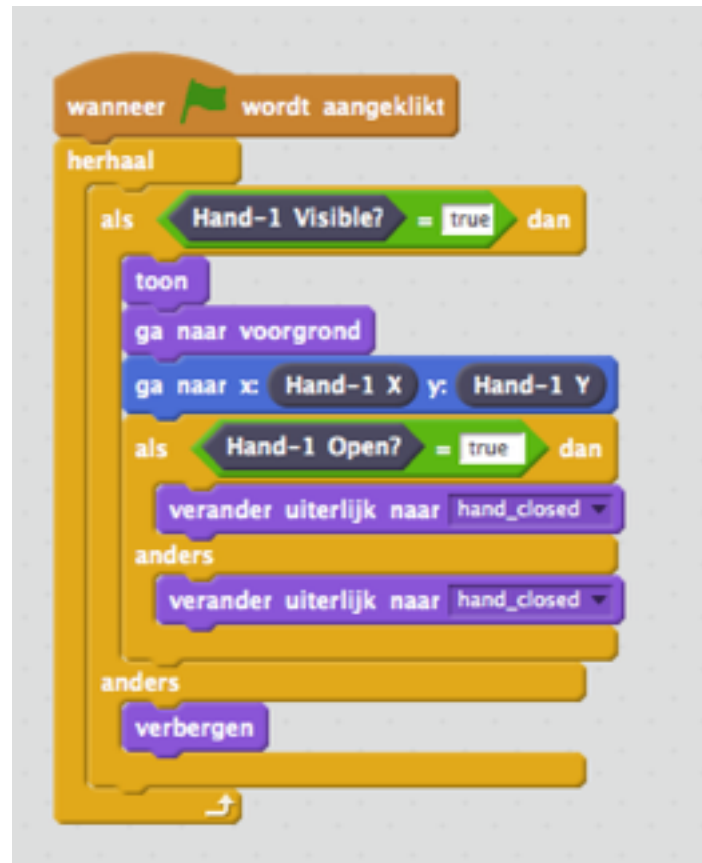 wanneer wordt aangeklikt
herhaal
als Hand-1 Visible? = true dan
toon
ga naar voorgrond
ga naar x: Hand-1 X y: Hand-1 Y
als Hand-1 Open? = true dan
verander uiterlijk naar hand_closed
anders
verander uiterlijk naar hand_closed
anders
verbergen